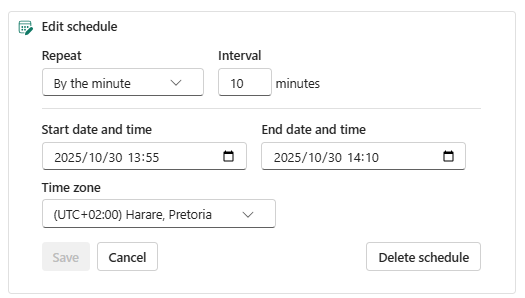 Edit schedule
Repeat Interval
By the minute 10 minutes
Start date and time End date and time
2025/10/30 13:55 2025/10/30 14:10
Time zone
(UTC+02:00) Harare, Pretoria
Save Cancel Delete schedule